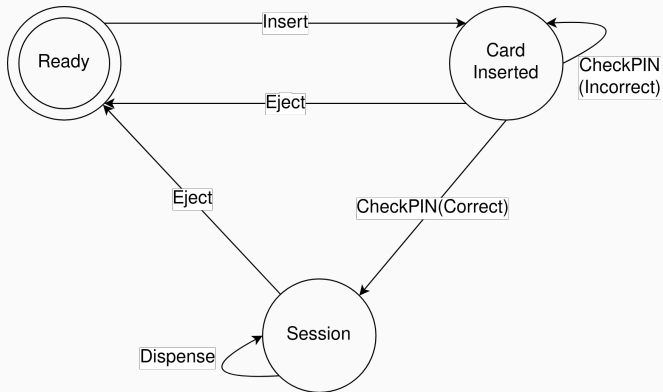 Insert
Ready
Card
Inserted
CheckPIN
(Incorrect)
Eject
Eject
CheckPIN(Correct)
Session
Dispense